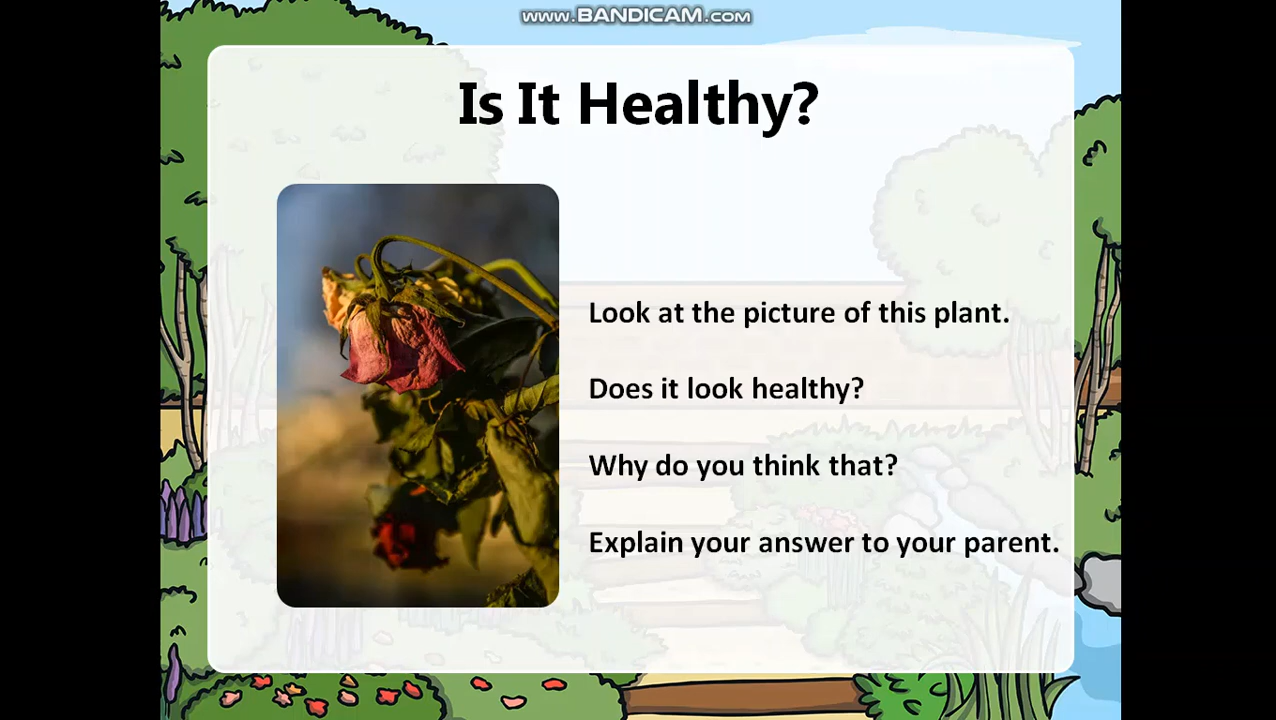 www.BANDICAM.com
Is It Healthy?
Look at the picture of this plant.
Does it look healthy?
Why do you think that?
Explain your answer to your parent.